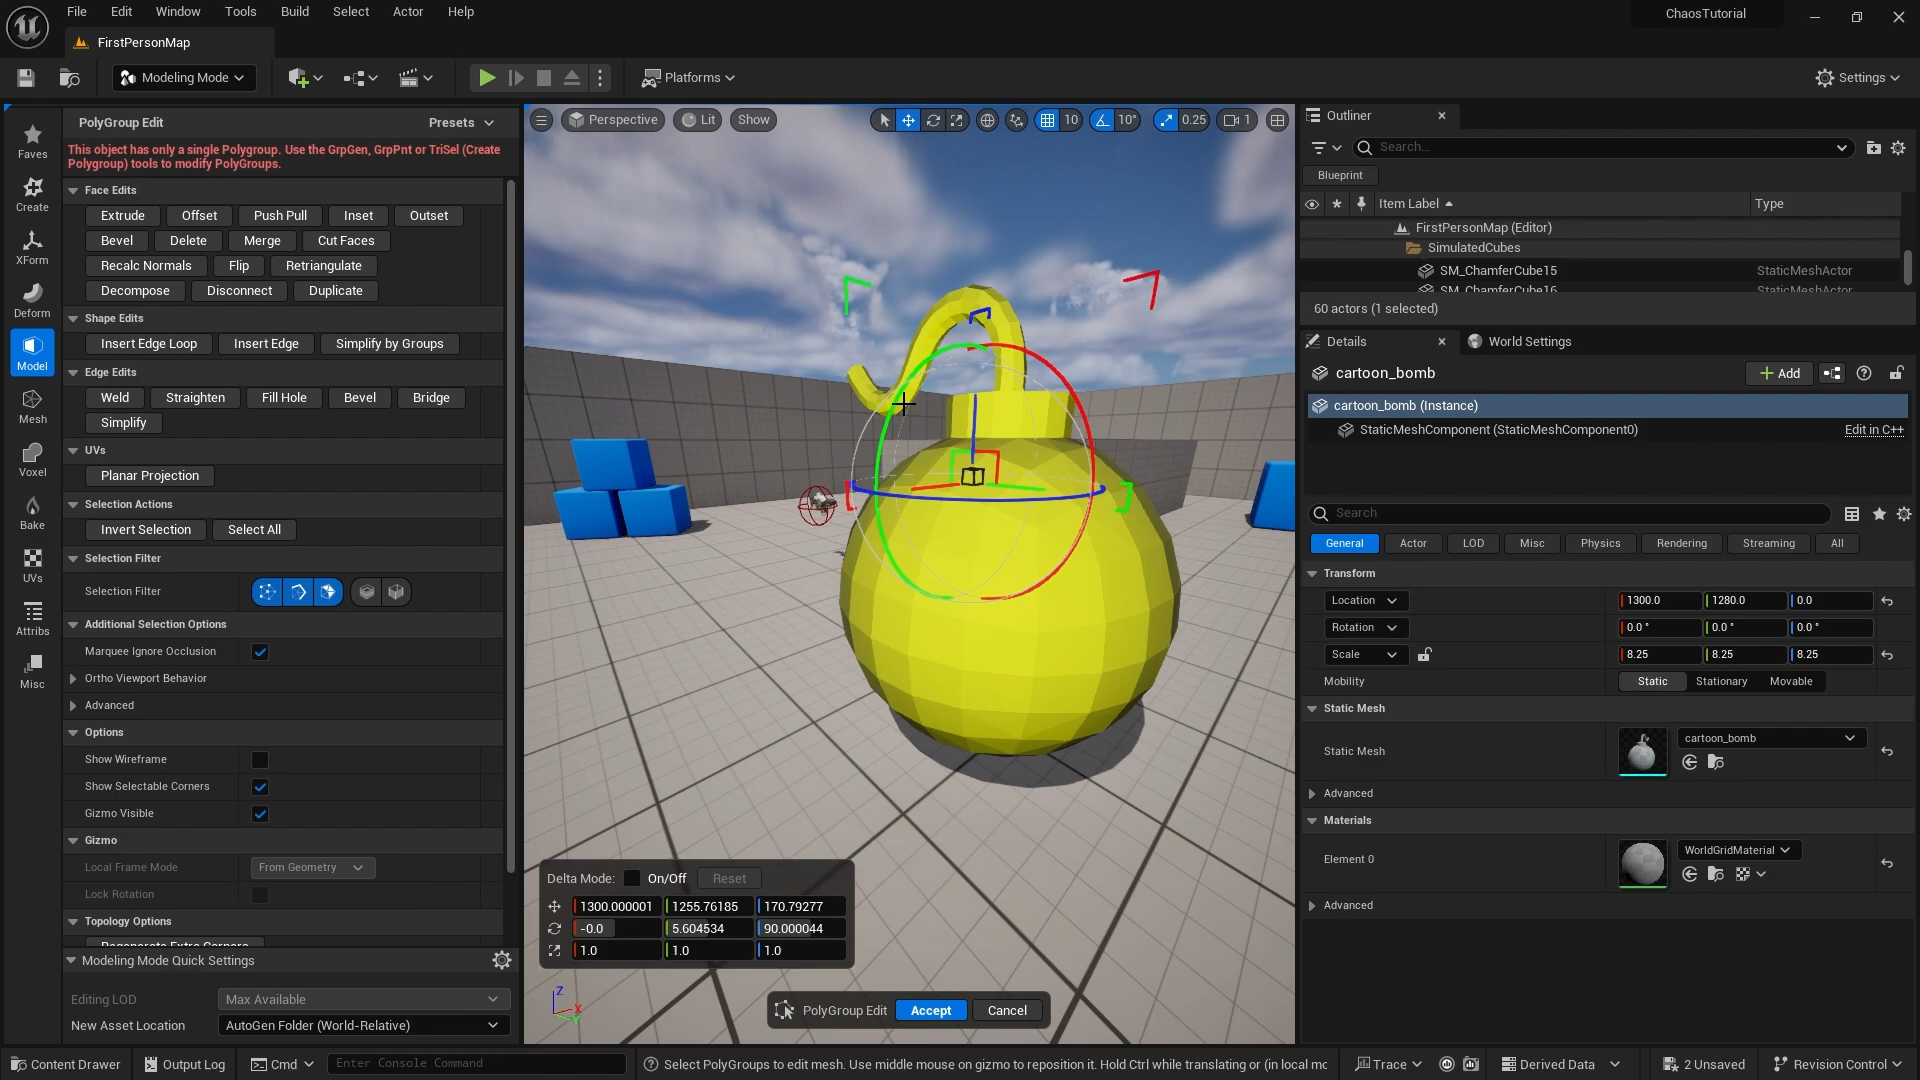 File Edit Window Tools Build Select Actor Help
ChaosTutorial
FirstPersonMap
Modeling Mode
Platforms
Settings
PolyGroup Edit
Presets
This object has only a single Polygroup. Use the GrpGen, GrpPnt or TriSel (Create
Polygroup) tools to modify PolyGroups.
Faves
Create
XForm
Deform
Model
Mesh
Voxel
Bake
UVs
Attribs
Misc
Face Edits
Extrude Offset Push Pull Inset Outset
Bevel Delete Merge Cut Faces
Recalc Normals Flip Retriangulate
Decompose Disconnect Duplicate
Shape Edits
Insert Edge Loop Insert Edge Simplify by Groups
Edge Edits
Weld Straighten Fill Hole Bevel Bridge
Simplify
UVs
Planar Projection
Selection Actions
Invert Selection Select All
Selection Filter
Selection Filter
Additional Selection Options
Marquee Ignore Occlusion
Ortho Viewport Behavior
Advanced
Options
Show Wireframe
Show Selectable Corners
Gizmo Visible
Gizmo
Local Frame Mode From Geometry
Lock Rotation
Topology Options
Regenerate Extra Corners
Modeling Mode Quick Settings
Editing LOD Max Available
New Asset Location AutoGen Folder (World-Relative)
Perspective Lit Show
10 10° 0.25 1
Delta Mode: On/Off Reset
1300.000001 1255.76185 170.79277
-0.0 5.604534 90.000044
1.0 1.0 1.0
Z
X
Y
PolyGroup Edit Accept Cancel
Outliner
Search...
Blueprint
Item Label Type
FirstPersonMap (Editor)
SimulatedCubes
SM_ChamferCube15 StaticMeshActor
SM_ChamferCube16 StaticMeshActor
60 actors (1 selected)
Details World Settings
cartoon_bomb
Add
cartoon_bomb (Instance)
StaticMeshComponent (StaticMeshComponent0) Edit in C++
Search
General Actor LOD Misc Physics Rendering Streaming All
Transform
Location 1300.0 1280.0 0.0
Rotation 0.0 ° 0.0 ° 0.0 °
Scale 8.25 8.25 8.25
Mobility Static Stationary Movable
Static Mesh
Static Mesh cartoon_bomb
Advanced
Materials
Element 0 WorldGridMaterial
Advanced
Content Drawer Output Log Cmd Enter Console Command
Select PolyGroups to edit mesh. Use middle mouse on gizmo to reposition it. Hold Ctrl while translating or (in local mo
Trace Derived Data 2 Unsaved Revision Control